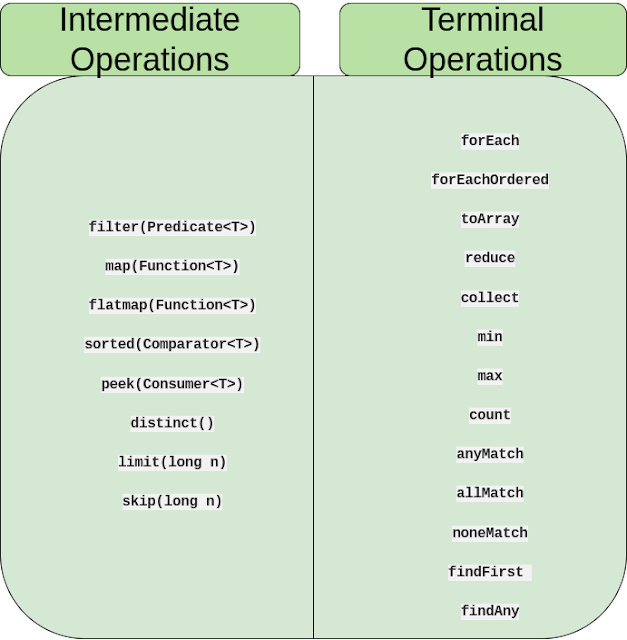 Intermediate
Operations
Terminal
Operations
filter(Predicate<T>)
map(Function<T>)
flatmap(Function<T>)
sorted(Comparator<T>)
peek(Consumer<T>)
distinct()
limit(long n)
skip(long n)
forEach
forEachOrdered
toArray
reduce
collect
min
max
count
anyMatch
allMatch
noneMatch
findFirst
findAny